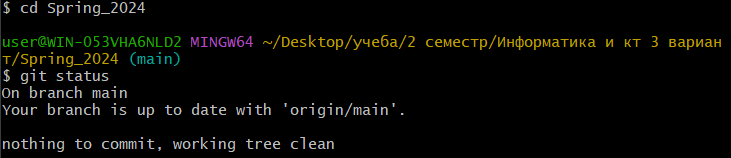 $ cd Spring_2024
user@WIN-O53VHA6NLD2 MINGW64 ~/Desktop/учеба/2 семестр/Информатика и кт 3 вариан
т/Spring_2024 (main)
$ git status
On branch main
Your branch is up to date with 'origin/main'.
nothing to commit, working tree clean